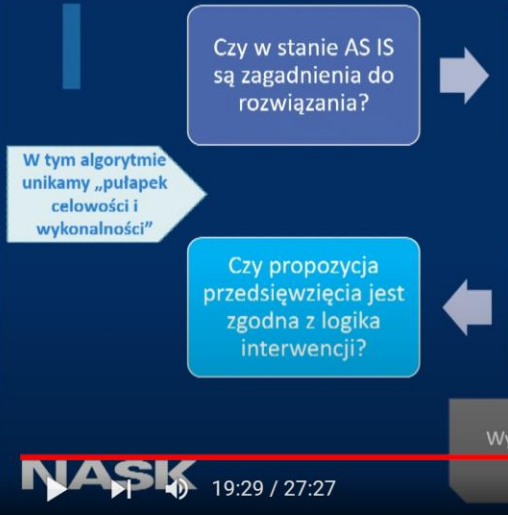 Czy w stanie AS IS
są zagadnienia do
rozwiązania?
W tym algorytmie
unikamy „pułapek
celowości i
wykonalności”
Czy propozycja
przedsięwzięcia jest
zgodna z logika
interwencji?
NASK
19:29 / 27:27